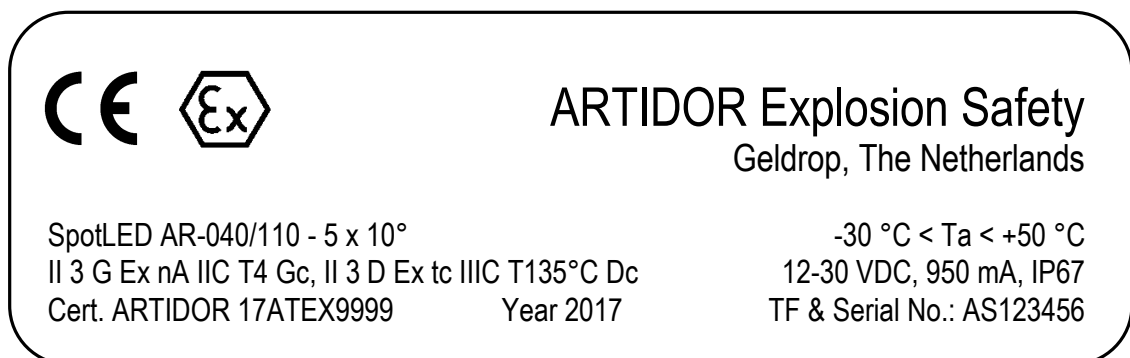 CE Ex
ARTIDOR Explosion Safety
Geldrop, The Netherlands
SpotLED AR-040/110 - 5 x 10°
-30 °C < Ta < +50 °C
II 3 G Ex nA IIC T4 Gc, II 3 D Ex tc IIIC T135°C Dc
12-30 VDC, 950 mA, IP67
Cert. ARTIDOR 17ATEX9999 Year 2017
TF & Serial No.: AS123456